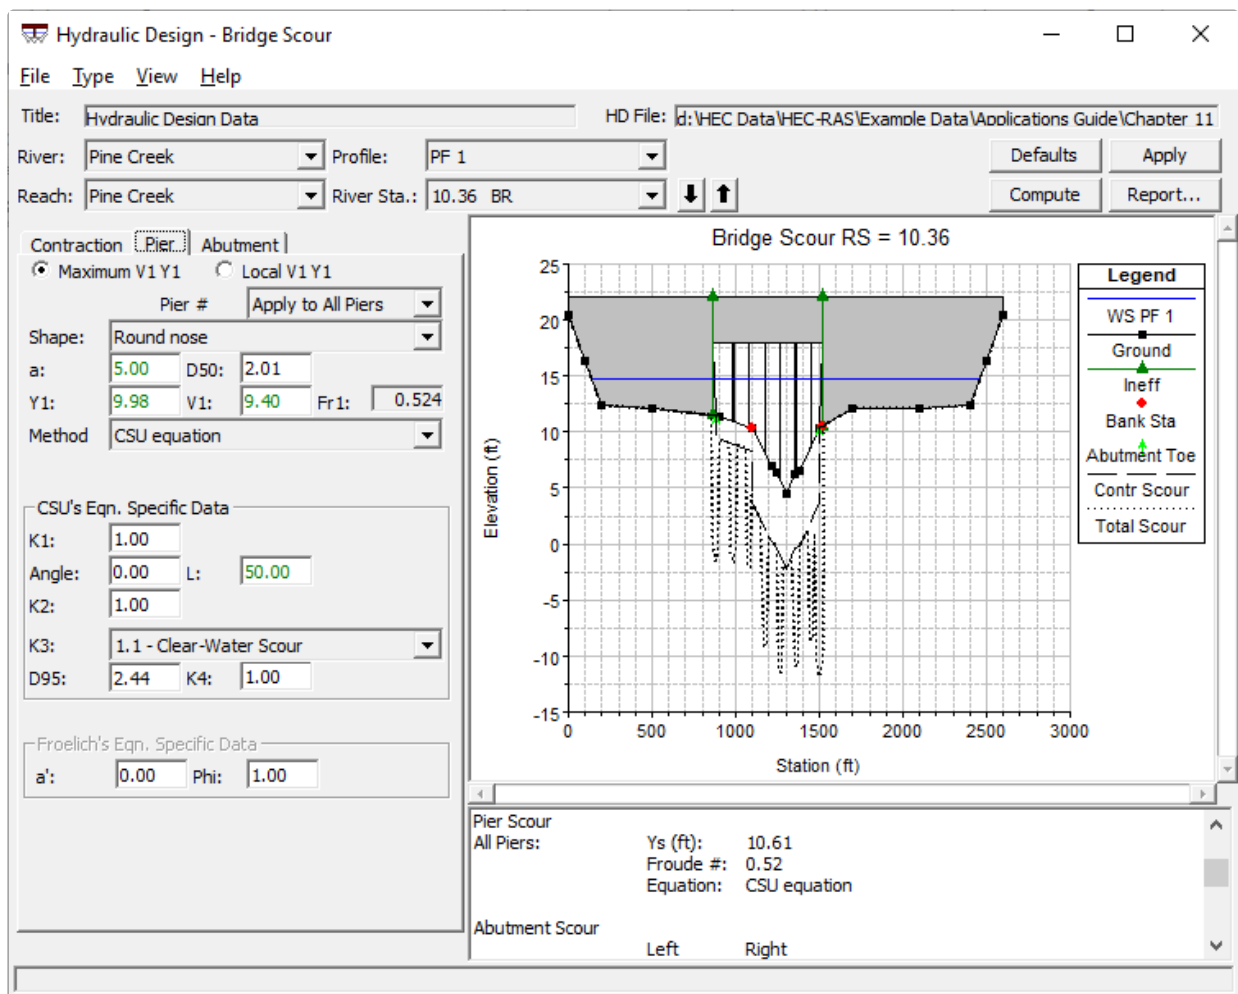 Hydraulic Design - Bridge Scour
File Type View Help
Title: Hydraulic Design Data HD File: d:\HEC Data\HEC-RAS\Example Data\Applications Guide\Chapter 11
River: Pine Creek Profile: PF 1 Defaults Apply
Reach: Pine Creek River Sta.: 10.36 BR Compute Report...
Contraction Pier Abutment
Maximum V1 Y1 Local V1 Y1
Pier # Apply to All Piers
Shape: Round nose
a: 5.00 D50: 2.01
Y1: 9.98 V1: 9.40 Fr1: 0.524
Method CSU equation
CSU's Eqn. Specific Data
K1: 1.00
Angle: 0.00 L: 50.00
K2: 1.00
K3: 1.1 - Clear-Water Scour
D95: 2.44 K4: 1.00
Froelich's Eqn. Specific Data
a': 0.00 Phi: 1.00
Bridge Scour RS = 10.36
25
20
15
10
5
0
-5
-10
-15
Elevation (ft)
0 500 1000 1500 2000 2500 3000
Station (ft)
Legend
WS PF 1
Ground
Ineff
Bank Sta
Abutment Toe
Contr Scour
Total Scour
Pier Scour
All Piers: Ys (ft): 10.61
Froude #: 0.52
Equation: CSU equation
Abutment Scour
Left Right